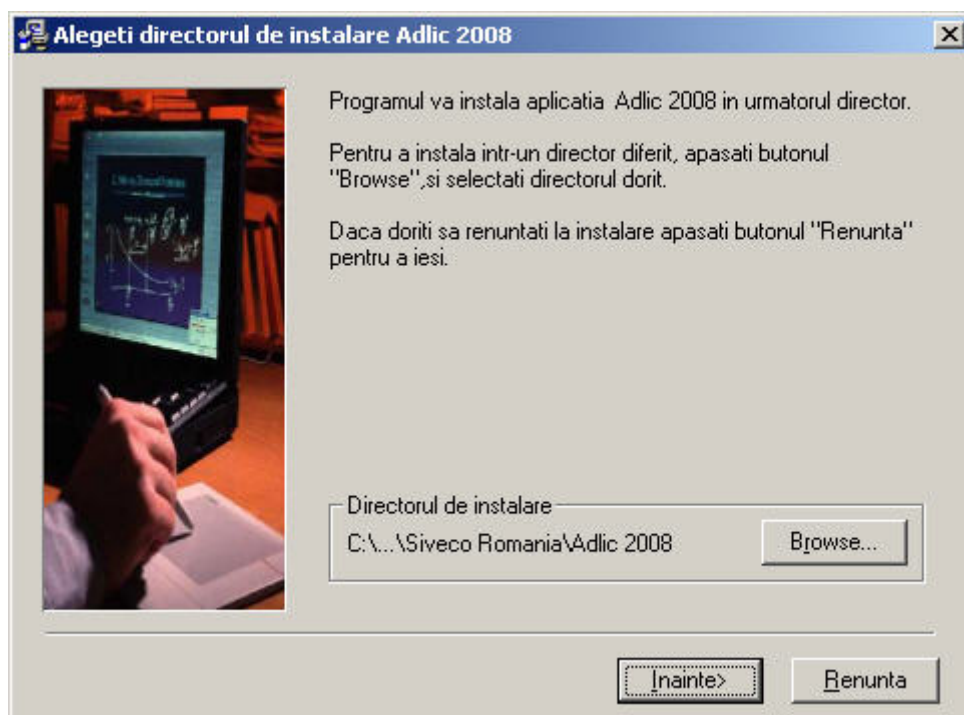 Alegeti directorul de instalare Adlic 2008
Programul va instala aplicatia Adlic 2008 in urmatorul director.
Pentru a instala intr-un director diferit, apasati butonul
"Browse",si selectati directorul dorit.
Daca doriti sa renuntati la instalare apasati butonul "Renunta"
pentru a iesi.
Directorul de instalare
C:\...\Siveco Romania\Adlic 2008
Browse...
Inainte>
Renunta